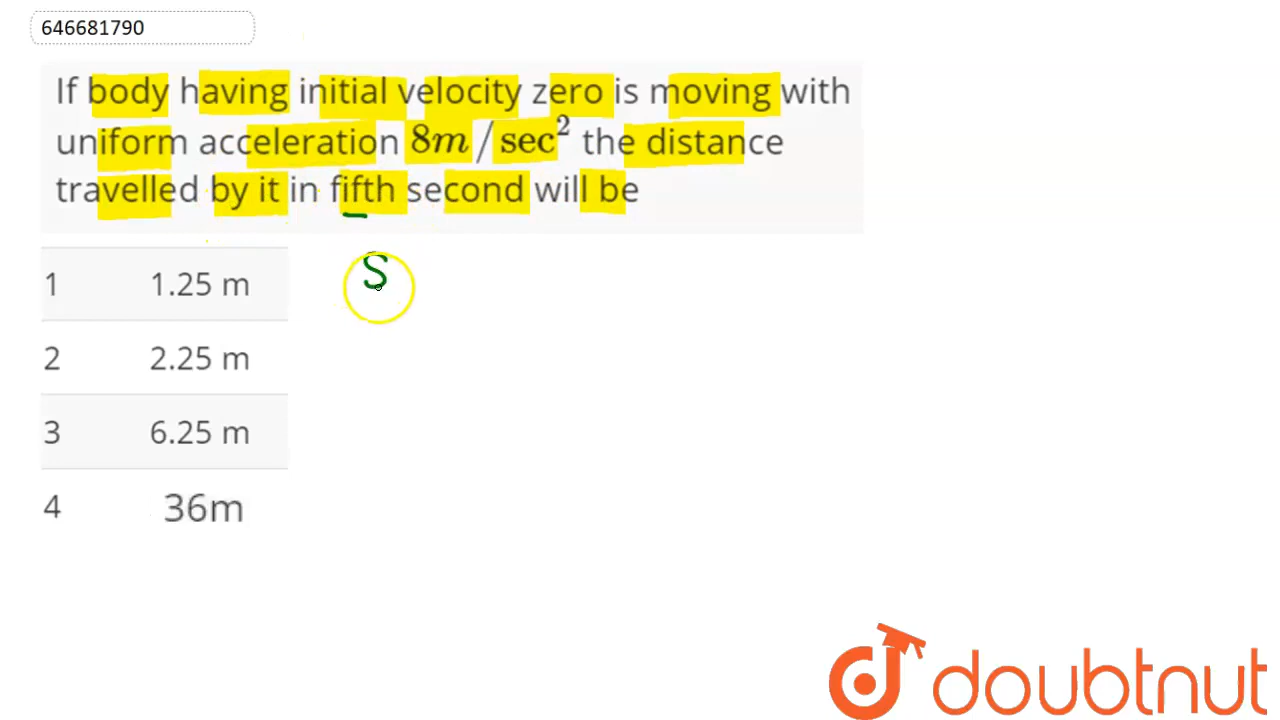 646681790
If body having initial velocity zero is moving with
uniform acceleration 8m/sec² the distance
travelled by it in fifth second will be
S
1 1.25 m
2 2.25 m
3 6.25 m
4 36m
doubtnut